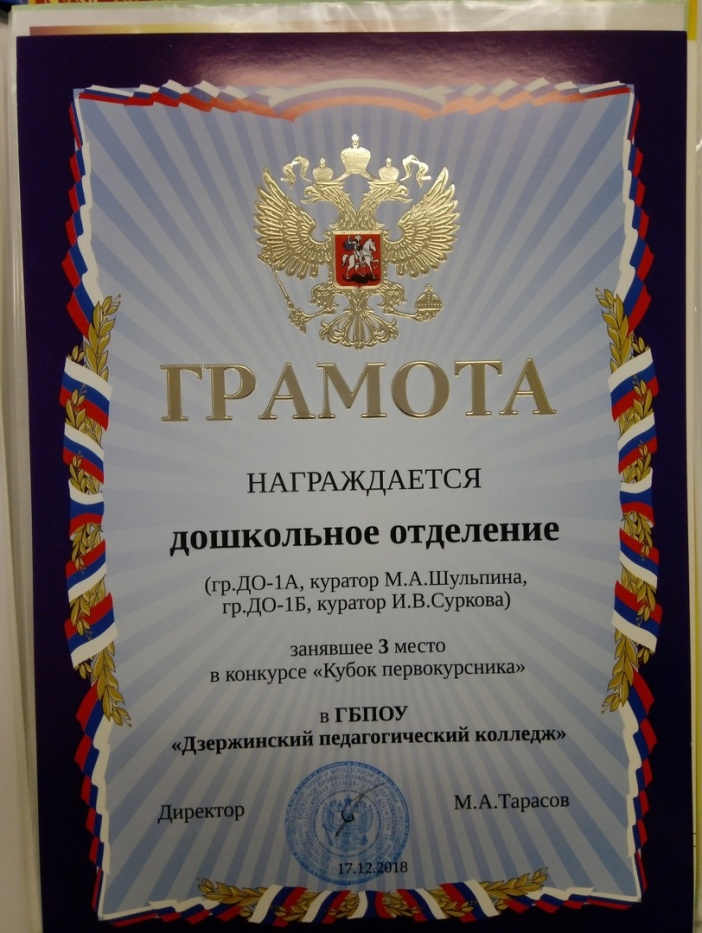 ГРАМОТА
НАГРАЖДАЕТСЯ
дошкольное отделение
(гр.ДО-1А, куратор М.А.Шульпина,
гр.ДО-1Б, куратор И.В.Суркова)
занявшее 3 место
в конкурсе «Кубок первокурсника»
в ГБПОУ
«Дзержинский педагогический колледж»
Директор М.А.Тарасов
17.12.2018